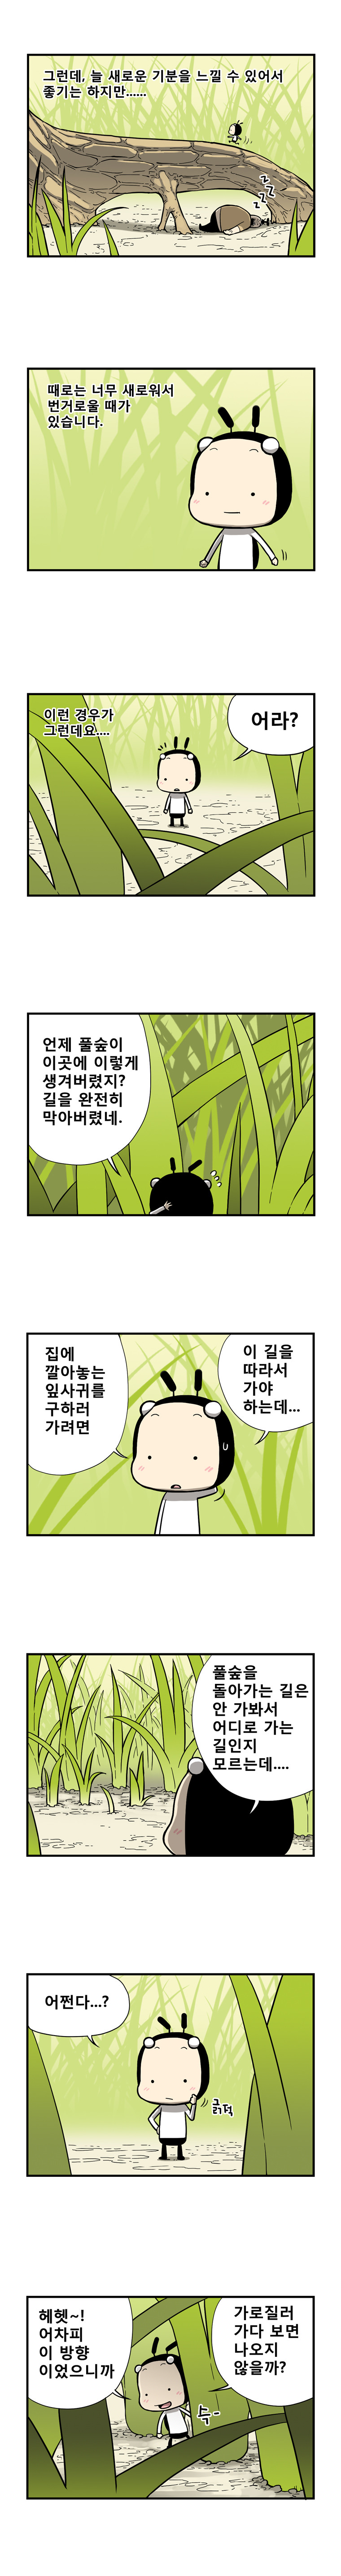 그런데, 늘 새로운 기분을 느낄 수 있어서
좋기는 하지만......
z
z
z
z
때로는 너무 새로워서
번거로울 때가
있습니다.
이런 경우가
그런데요....
어라?
언제 풀숲이
이곳에 이렇게
생겨버렸지?
길을 완전히
막아버렸네.
집에
깔아놓는
잎사귀를
구하러
가려면
이 길을
따라서
가야
하는데...
풀숲을
돌아가는 길은
안 가봐서
어디로 가는
길인지
모르는데....
어쩐다...?
긁적
헤헷~!
어차피
이 방향
이었으니까
가로질러
가다 보면
나오지
않을까?
슥-